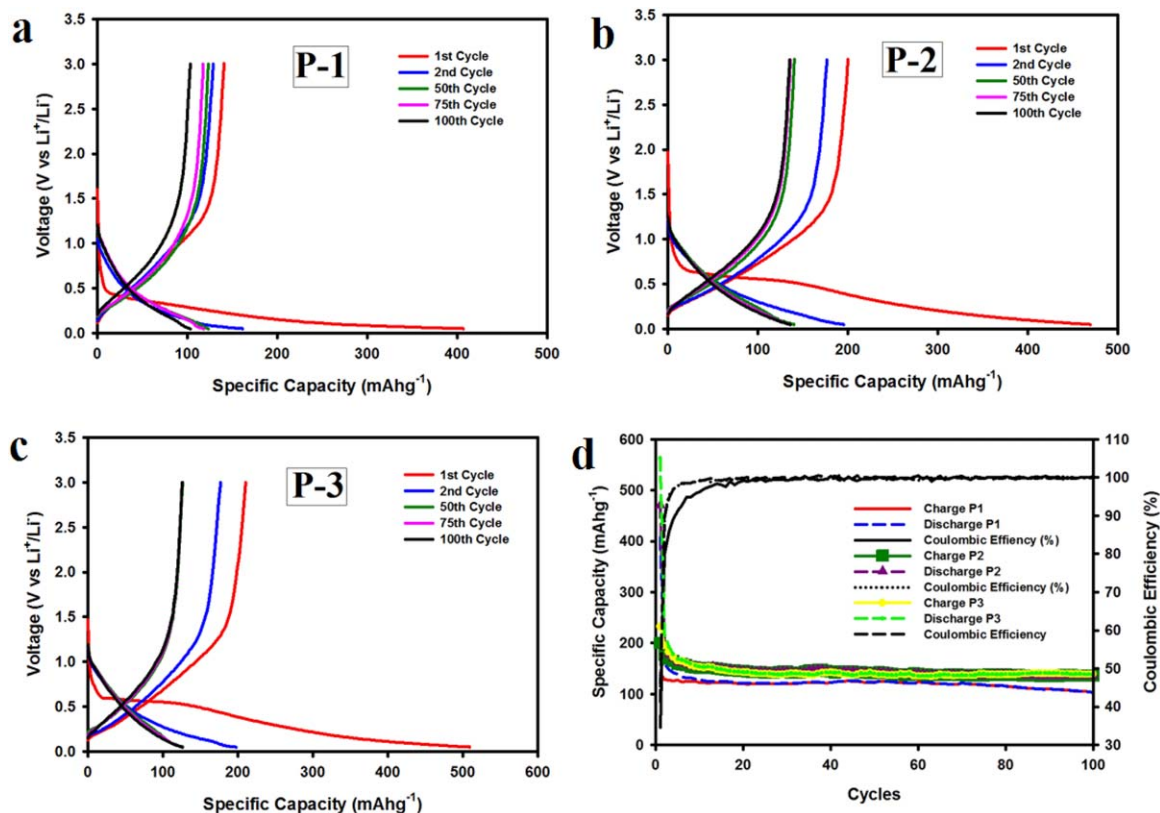 a
P-1
1st Cycle
2nd Cycle
50th Cycle
75th Cycle
100th Cycle
3.5
3.0
2.5
2.0
1.5
1.0
0.5
0.0
Voltage (V vs Li⁺/Li⁻)
0 100 200 300 400 500
Specific Capacity (mAhg⁻¹)
b
P-2
1st Cycle
2nd Cycle
50th Cycle
75th Cycle
100th Cycle
3.5
3.0
2.5
2.0
1.5
1.0
0.5
0.0
Voltage (V vs Li⁺/Li⁻)
0 100 200 300 400 500
Specific Capacity (mAhg⁻¹)
c
P-3
1st Cycle
2nd Cycle
50th Cycle
75th Cycle
100th Cycle
3.5
3.0
2.5
2.0
1.5
1.0
0.5
0.0
Voltage (V vs Li⁺/Li⁻)
0 100 200 300 400 500 600
Specific Capacity (mAhg⁻¹)
d
600
500
400
300
200
100
0
Specific Capacity (mAhg⁻¹)
Charge P1
Discharge P1
Coulombic Effiency (%)
Charge P2
Discharge P2
Coulombic Efficiency (%)
Charge P3
Discharge P3
Coulombic Efficiency
110
100
90
80
70
60
50
40
30
Coulombic Efficiency (%)
0 20 40 60 80 100
Cycles